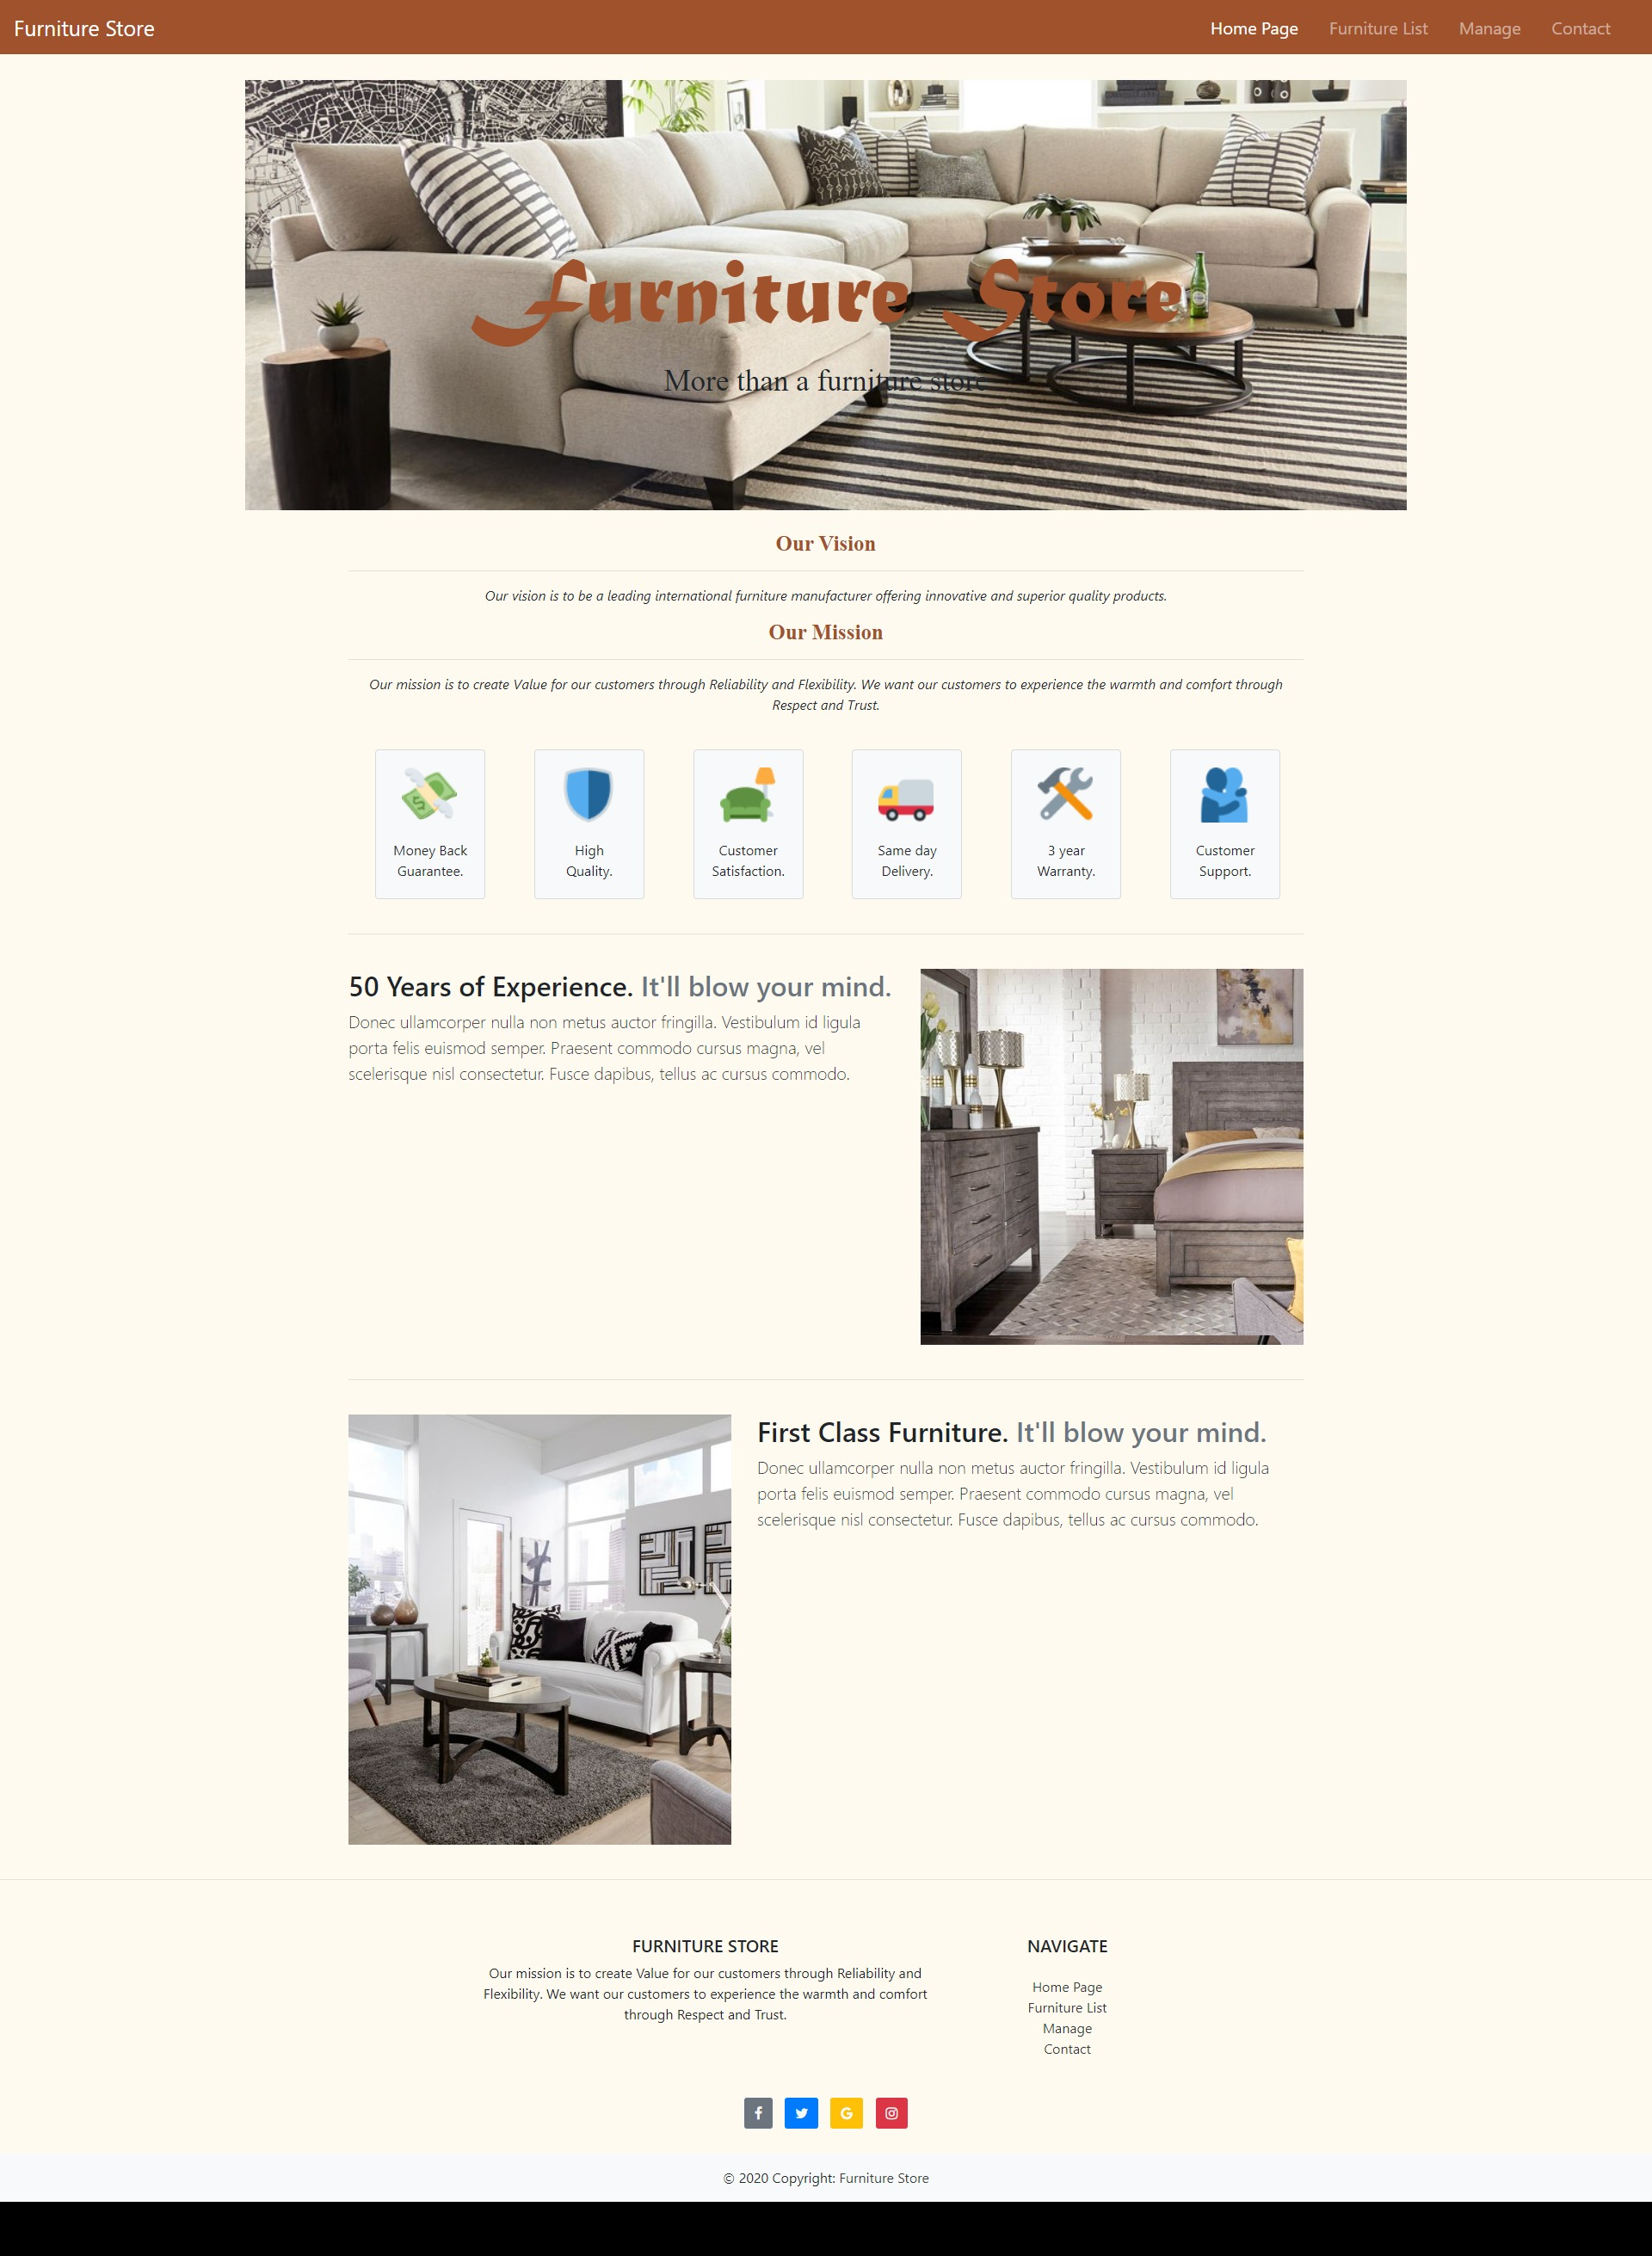 Furniture Store
Home Page
Furniture List
Manage
Contact
Furniture Store
More than a furniture store
Our Vision
Our vision is to be a leading international furniture manufacturer offering innovative and superior quality products.
Our Mission
Our mission is to create Value for our customers through Reliability and Flexibility. We want our customers to experience the warmth and comfort through
Respect and Trust.
Money Back
Guarantee.
High
Quality.
Customer
Satisfaction.
Same day
Delivery.
3 year
Warranty.
Customer
Support.
50 Years of Experience. It'll blow your mind.
Donec ullamcorper nulla non metus auctor fringilla. Vestibulum id ligula
porta felis euismod semper. Praesent commodo cursus magna, vel
scelerisque nisl consectetur. Fusce dapibus, tellus ac cursus commodo.
First Class Furniture. It'll blow your mind.
Donec ullamcorper nulla non metus auctor fringilla. Vestibulum id ligula
porta felis euismod semper. Praesent commodo cursus magna, vel
scelerisque nisl consectetur. Fusce dapibus, tellus ac cursus commodo.
FURNITURE STORE
Our mission is to create Value for our customers through Reliability and
Flexibility. We want our customers to experience the warmth and comfort
through Respect and Trust.
NAVIGATE
Home Page
Furniture List
Manage
Contact
© 2020 Copyright: Furniture Store